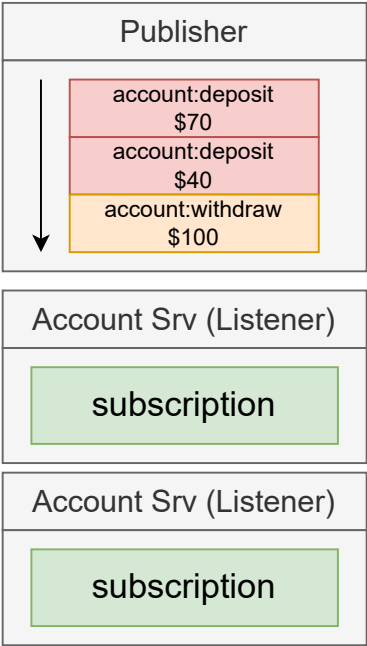 Publisher
account:deposit
$70
account:deposit
$40
account:withdraw
$100
Account Srv (Listener)
subscription
Account Srv (Listener)
subscription